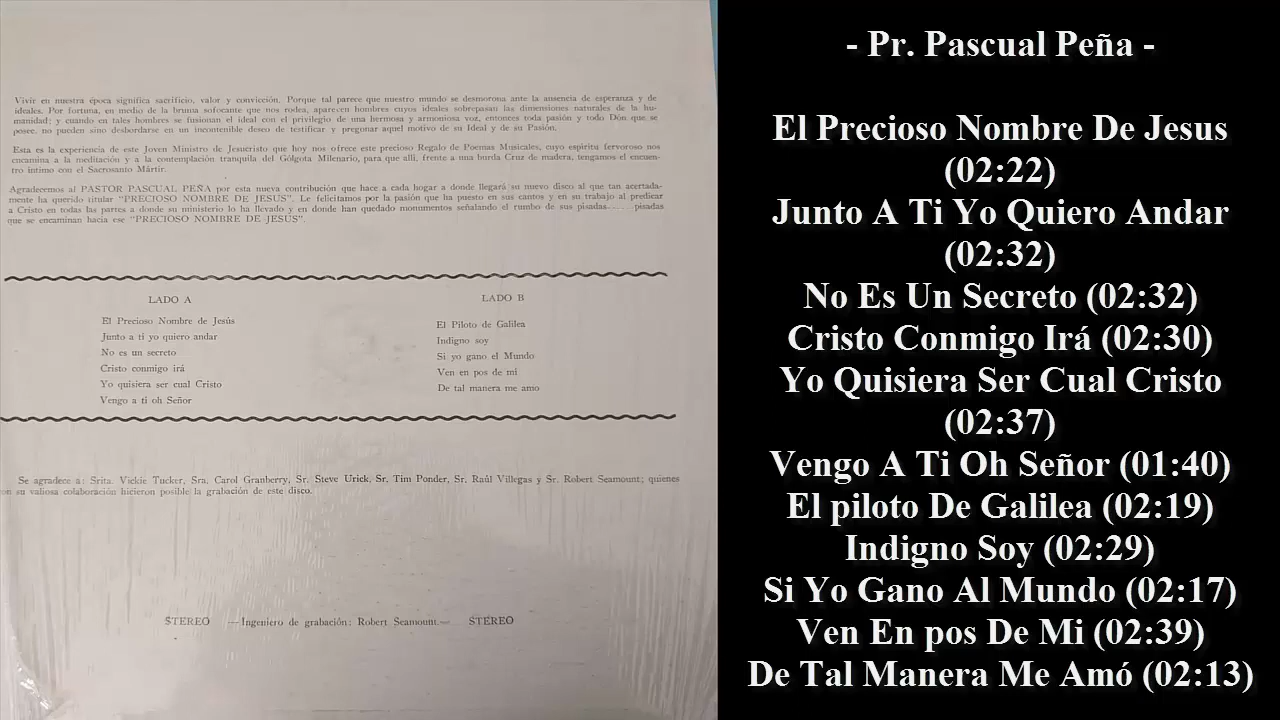 Vivir en nuestra época significa sacrificio, valor y convicción. Porque tal parece que nuestro mundo se desmorona ante la ausencia de esperanza y de
ideales. Por fortuna, en medio de la bruma sofocante que nos rodea, aparecen hombres cuyos ideales sobrepasan las dimensiones naturales de la hu-
manidad; y cuando en tales hombres se fusionan el ideal con el privilegio de una hermosa y armoniosa voz, entonces toda pasión y todo Dón que se
posee, no pueden sino desbordarse en un incontenible deseo de testificar y pregonar aquel motivo de su Ideal y de su Pasión.
Esta es la experiencia de este Joven Ministro de Jesucristo que hoy nos ofrece este precioso Regalo de Poemas Musicales, cuyo espíritu fervoroso nos
encamina a la meditación y a la contemplación tranquila del Gólgota Milenario, para que allí, frente a una burda Cruz de madera, tengamos el encuen-
tro íntimo con el Sacrosanto Mártir.
Agradecemos al PASTOR PASCUAL PEÑA por esta nueva contribución que hace a cada hogar a donde llegará su nuevo disco al que tan acertada-
mente ha querido titular "PRECIOSO NOMBRE DE JESUS". Le felicitamos por la pasión que ha puesto en sus cantos y en su trabajo al predicar
a Cristo en todas las partes a donde su ministerio lo ha llevado y en donde han quedado monumentos señalando el rumbo de sus pisadas..... pisadas
que se encaminan hacia ese "PRECIOSO NOMBRE DE JESUS".
LADO A
El Precioso Nombre de Jesús
Junto a ti yo quiero andar
No es un secreto
Cristo conmigo irá
Yo quisiera ser cual Cristo
Vengo a ti oh Señor
LADO B
El Piloto de Galilea
Indigno soy
Si yo gano el Mundo
Ven en pos de mi
De tal manera me amo
Se agradece a: Srita. Vickie Tucker, Sra. Carol Granberry, Sr. Steve Urick, Sr. Tim Ponder, Sr. Raúl Villegas y Sr. Robert Seamount; quienes
con su valiosa colaboración hicieron posible la grabación de este disco.
STEREO —Ingeniero de grabación: Robert Seamount.— STEREO
- Pr. Pascual Peña -
El Precioso Nombre De Jesus
(02:22)
Junto A Ti Yo Quiero Andar
(02:32)
No Es Un Secreto (02:32)
Cristo Conmigo Irá (02:30)
Yo Quisiera Ser Cual Cristo
(02:37)
Vengo A Ti Oh Señor (01:40)
El piloto De Galilea (02:19)
Indigno Soy (02:29)
Si Yo Gano Al Mundo (02:17)
Ven En pos De Mi (02:39)
De Tal Manera Me Amó (02:13)